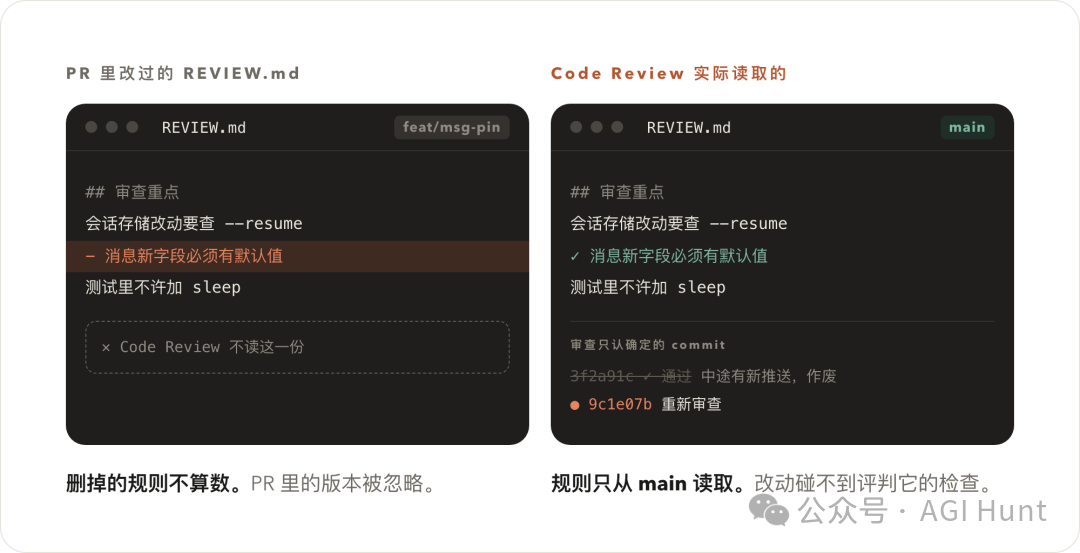 PR 里改过的 REVIEW.md
REVIEW.md
feat/msg-pin
## 审查重点
会话存储改动要查 --resume
− 消息新字段必须有默认值
测试里不许加 sleep
× Code Review 不读这一份
删掉的规则不算数。PR 里的版本被忽略。
Code Review 实际读取的
REVIEW.md
main
## 审查重点
会话存储改动要查 --resume
✓ 消息新字段必须有默认值
测试里不许加 sleep
审查只认确定的 commit
3f2a91c ✓ 通过 中途有新推送，作废
● 9c1e07b 重新审查
规则只从 main 读取。改动碰不到评判它的检查。
公众号 · AGI Hunt